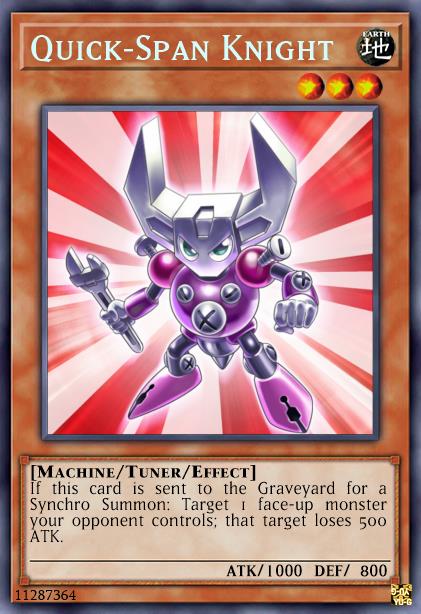 QUICK-SPAN KNIGHT
EARTH
地
[MACHINE/TUNER/EFFECT]
If this card is sent to the Graveyard for a
Synchro Summon: Target 1 face-up monster
your opponent controls; that target loses 500
ATK.
ATK/1000 DEF/ 800
11287364